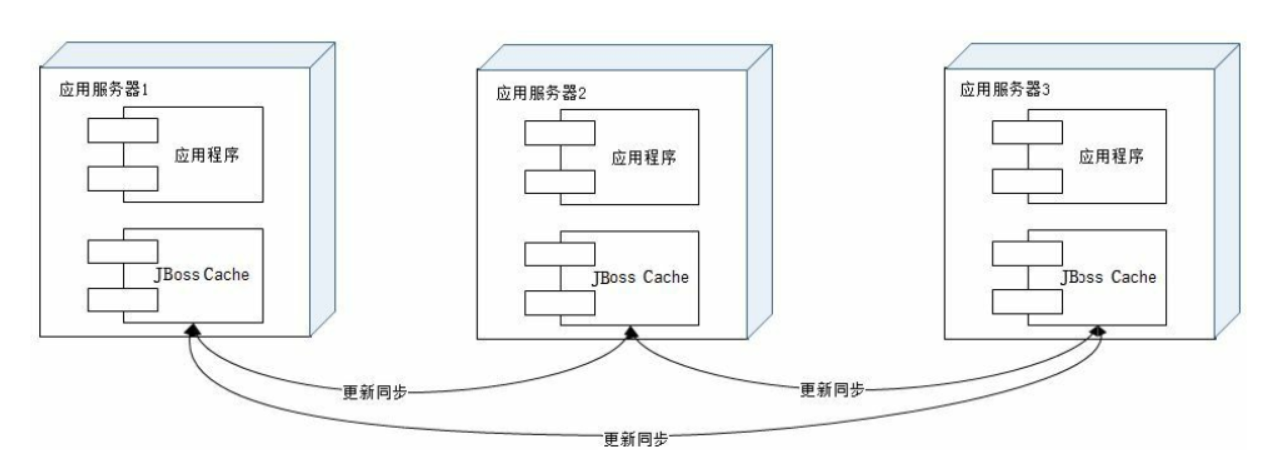 应用服务器1
应用程序
JBoss Cache
应用服务器2
应用程序
JBoss Cache
应用服务器3
应用程序
JBoss Cache
更新同步
更新同步
更新同步